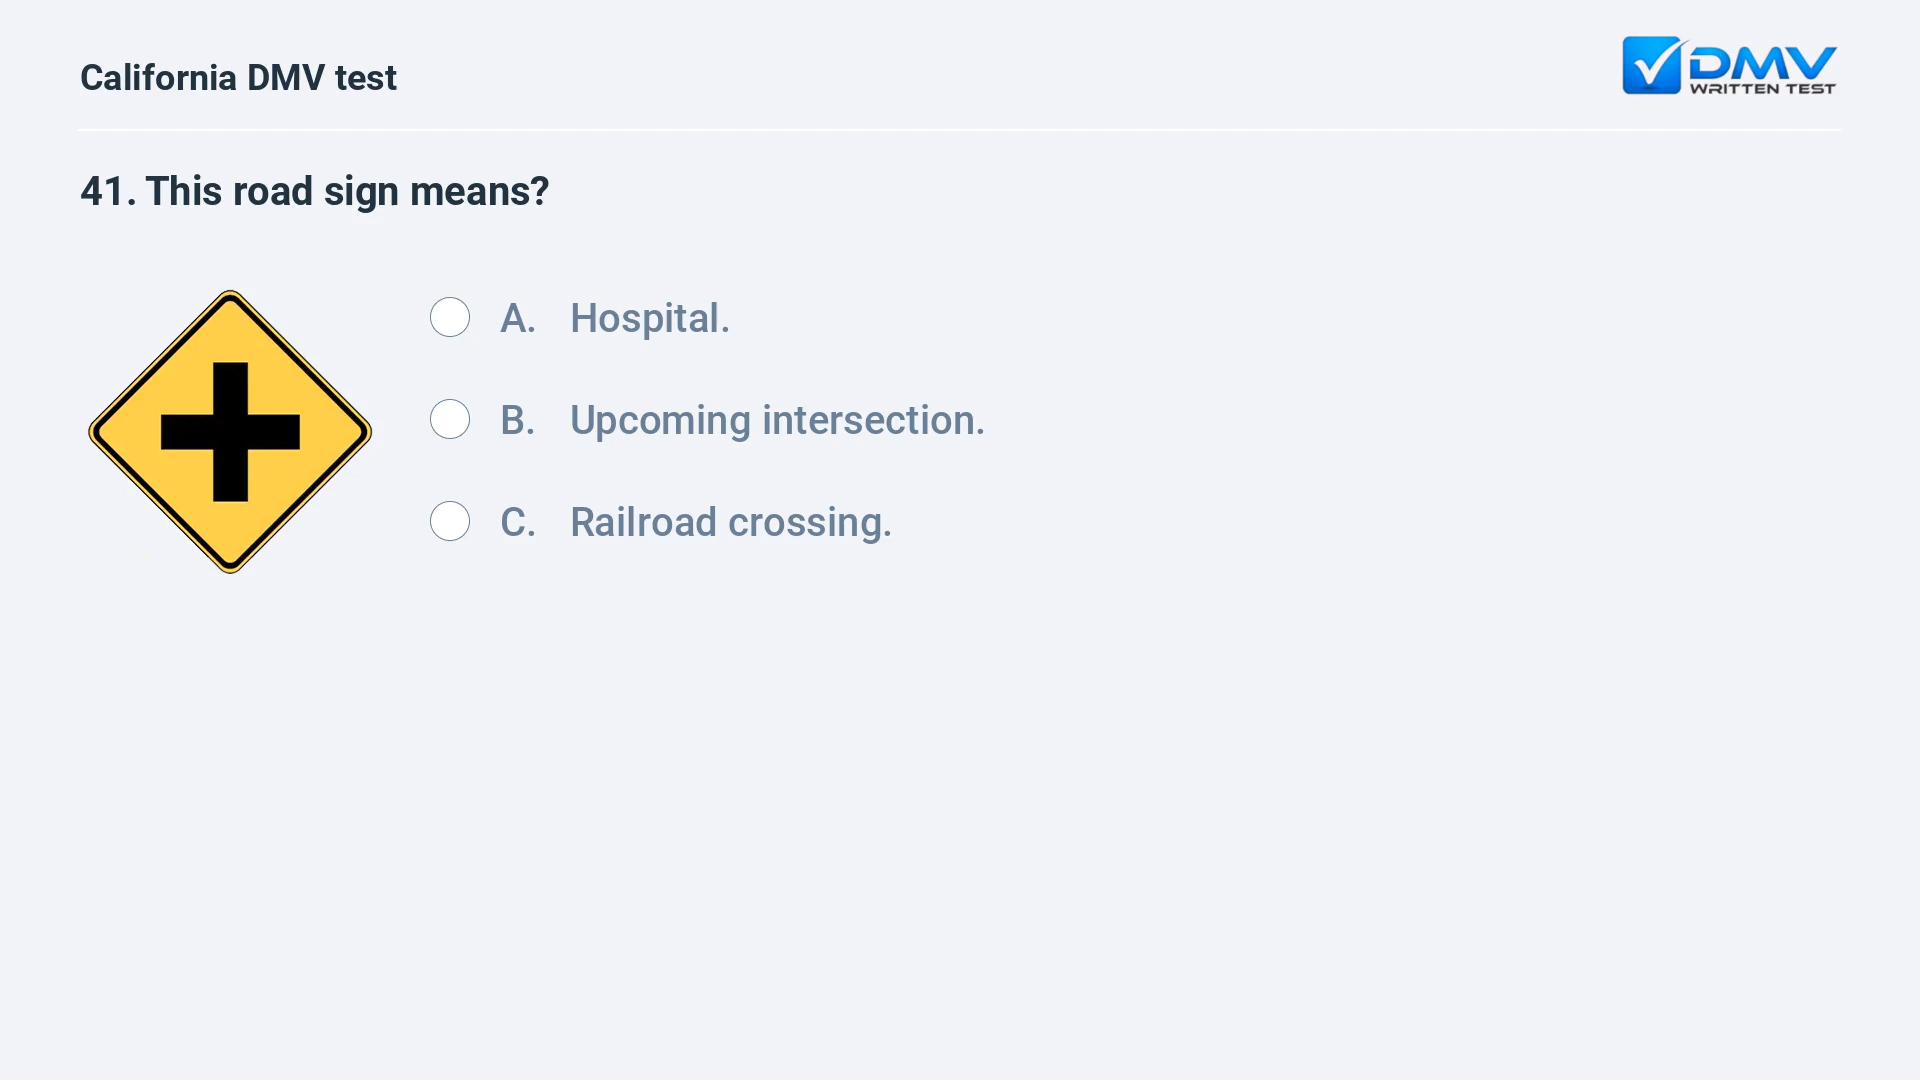 California DMV test
DMV
WRITTEN TEST
41. This road sign means?
A. Hospital.
B. Upcoming intersection.
C. Railroad crossing.